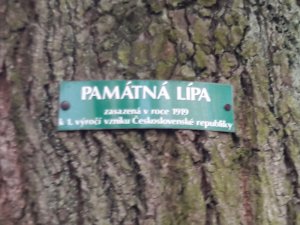 PAMÁTNÁ LÍPA
zasazená v roce 1919
k 1. výročí vzniku Československé republiky